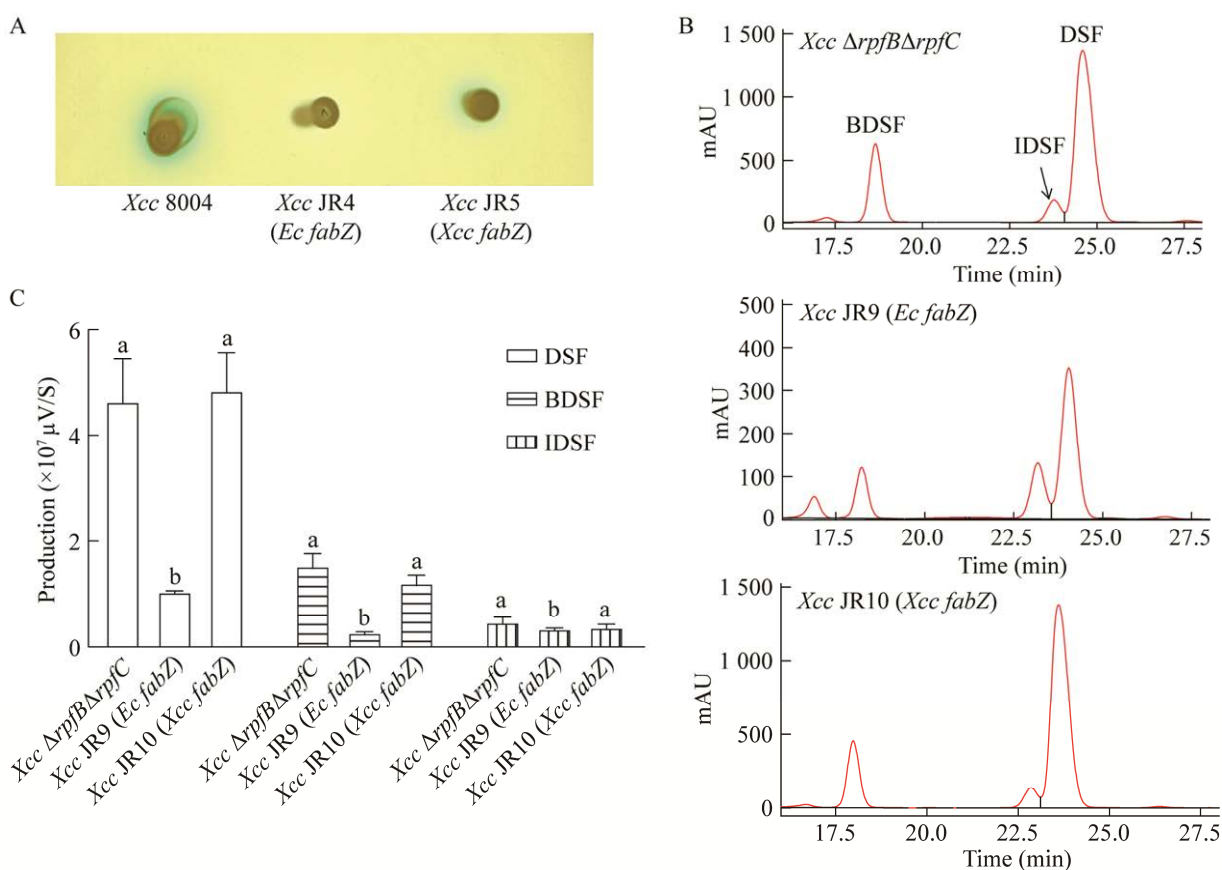 A
Xcc 8004
Xcc JR4
(Ec fabZ)
Xcc JR5
(Xcc fabZ)
B
Xcc ΔrpfBΔrpfC
DSF
BDSF
IDSF
mAU
1 500
1 000
500
0
17.5 20.0 22.5 25.0 27.5
Time (min)
Xcc JR9 (Ec fabZ)
mAU
500
400
300
200
100
0
17.5 20.0 22.5 25.0 27.5
Time (min)
Xcc JR10 (Xcc fabZ)
mAU
1 500
1 000
500
0
17.5 20.0 22.5 25.0 27.5
Time (min)
C
Production (×10⁷ μV/S)
6
4
2
0
a
b
a
a
b
a
a
b
a
DSF
BDSF
IDSF
Xcc ΔrpfBΔrpfC
Xcc JR9 (Ec fabZ)
Xcc JR10 (Xcc fabZ)
Xcc ΔrpfBΔrpfC
Xcc JR9 (Ec fabZ)
Xcc JR10 (Xcc fabZ)
Xcc ΔrpfBΔrpfC
Xcc JR9 (Ec fabZ)
Xcc JR10 (Xcc fabZ)